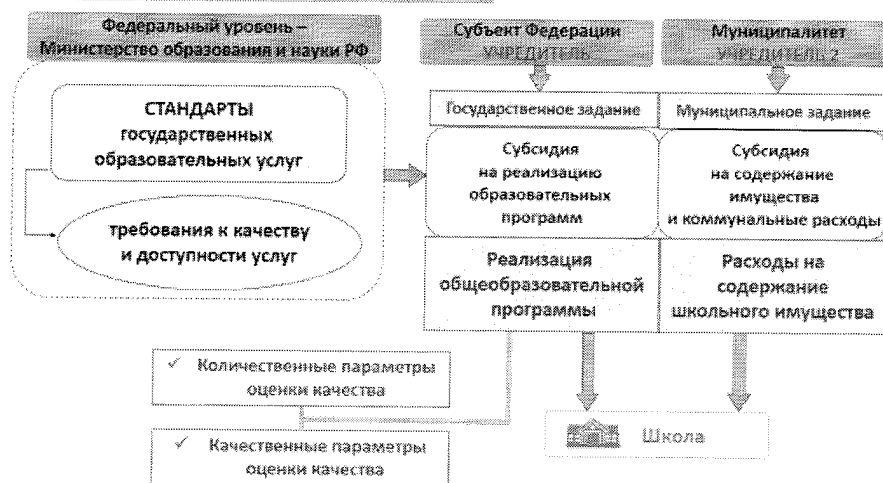 Федеральный уровень –
Министерство образования и науки РФ
СТАНДАРТЫ
государственных
образовательных услуг
требования к качеству
и доступности услуг
Субъект Федерации
УЧРЕДИТЕЛЬ
Муниципалитет
УЧРЕДИТЕЛЬ 2
Государственное задание
Муниципальное задание
Субсидия
на реализацию
образовательных
программ
Субсидия
на содержание
имущества
и коммунальные расходы
Реализация
общеобразовательной
программы
Расходы на
содержание
школьного имущества
✓ Количественные параметры
оценки качества
✓ Качественные параметры
оценки качества
Школа